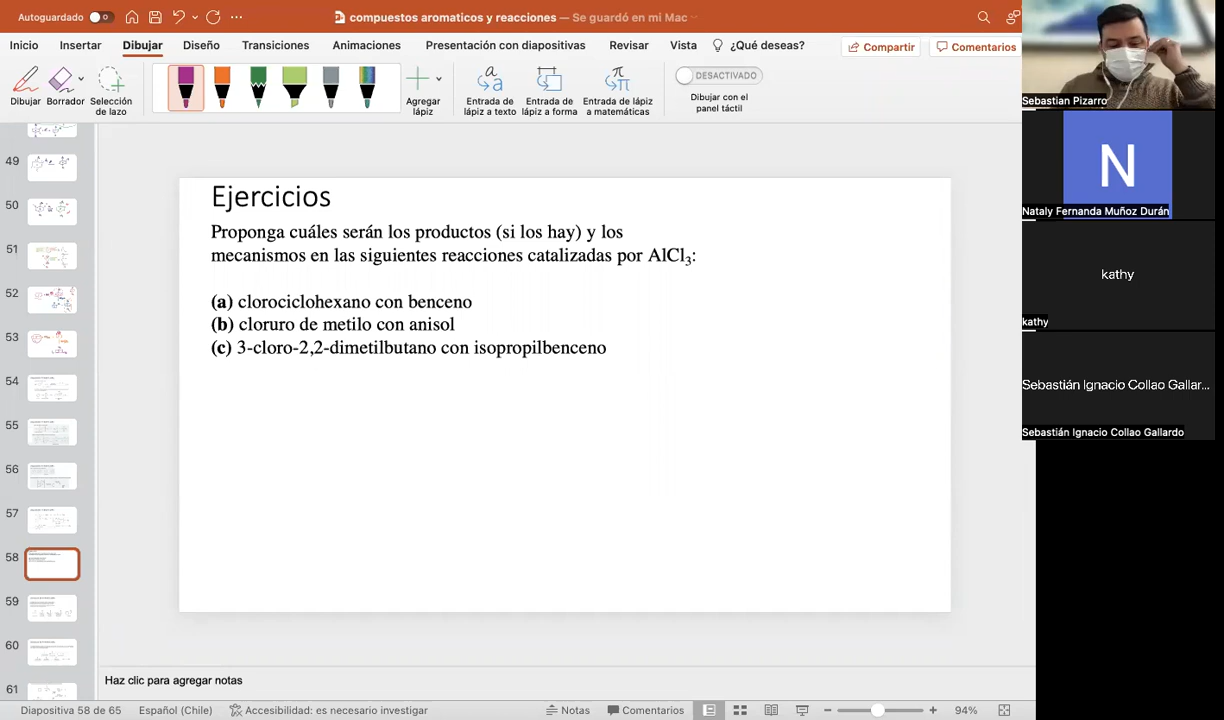 Autoguardado
compuestos aromaticos y reacciones — Se guardó en mi Mac
Inicio Insertar Dibujar Diseño Transiciones Animaciones Presentación con diapositivas Revisar Vista ¿Qué deseas? Compartir Comentarios
Dibujar
Borrador
Selección de lazo
Agregar lápiz
Entrada de lápiz a texto
Entrada de lápiz a forma
Entrada de lápiz a matemáticas
DESACTIVADO
Dibujar con el panel táctil
49
50
51
52
53
54
55
56
57
58
59
60
61
Ejercicios
Proponga cuáles serán los productos (si los hay) y los
mecanismos en las siguientes reacciones catalizadas por AlCl₃:
(a) clorociclohexano con benceno
(b) cloruro de metilo con anisol
(c) 3-cloro-2,2-dimetilbutano con isopropilbenceno
Haz clic para agregar notas
Diapositiva 58 de 65 Español (Chile) Accesibilidad: es necesario investigar Notas Comentarios 94%
Sebastian Pizarro
N
Nataly Fernanda Muñoz Durán
kathy
kathy
Sebastián Ignacio Collao Gallar...
Sebastián Ignacio Collao Gallardo